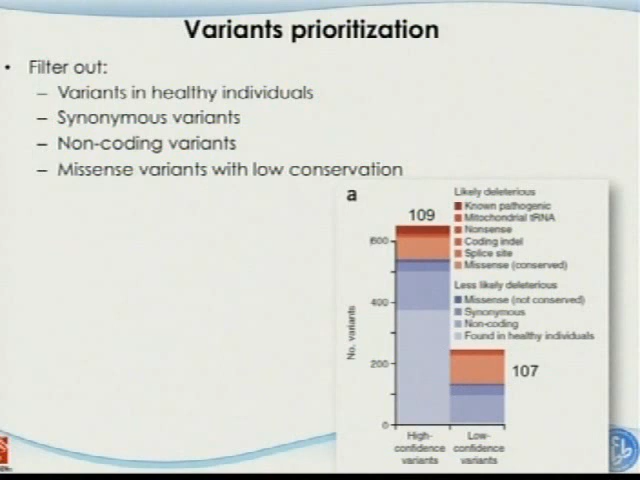 Variants prioritization
• Filter out:
– Variants in healthy individuals
– Synonymous variants
– Non-coding variants
– Missense variants with low conservation
a
109
107
Likely deleterious
Known pathogenic
Mitochondrial tRNA
Nonsense
Coding indel
Splice site
Missense (conserved)
Less likely deleterious
Missense (not conserved)
Synonymous
Non-coding
Found in healthy individuals
No. variants
600
400
200
0
High-
confidence
variants
Low-
confidence
variants